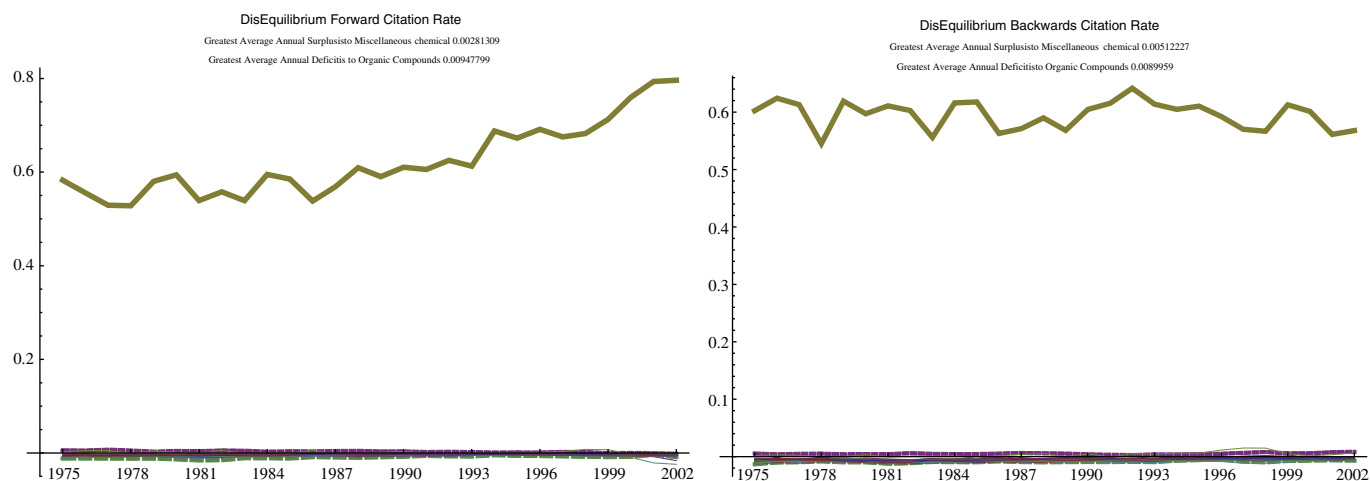 DisEquilibrium Forward Citation Rate
Greatest Average Annual Surplusisto Miscellaneous chemical 0.00281309
Greatest Average Annual Deficitis to Organic Compounds 0.00947799
0.8
0.6
0.4
0.2
1975 1978 1981 1984 1987 1990 1993 1996 1999 2002
DisEquilibrium Backwards Citation Rate
Greatest Average Annual Surplusisto Miscellaneous chemical 0.00512227
Greatest Average Annual Deficitisto Organic Compounds 0.0089959
0.6
0.5
0.4
0.3
0.2
0.1
1975 1978 1981 1984 1987 1990 1993 1996 1999 2002